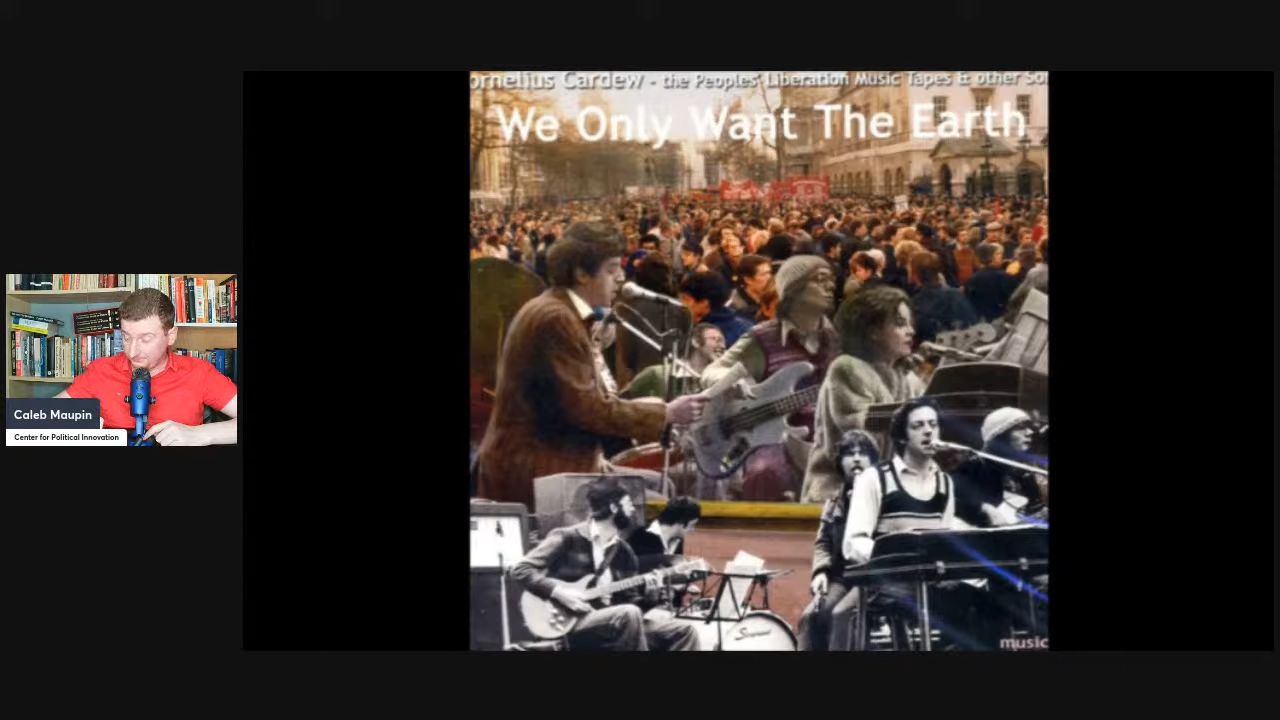 ornelius Cardew - the Peoples' Liberation Music Tapes & other So
We Only Want The Earth
Caleb Maupin
Center for Political Innovation
music